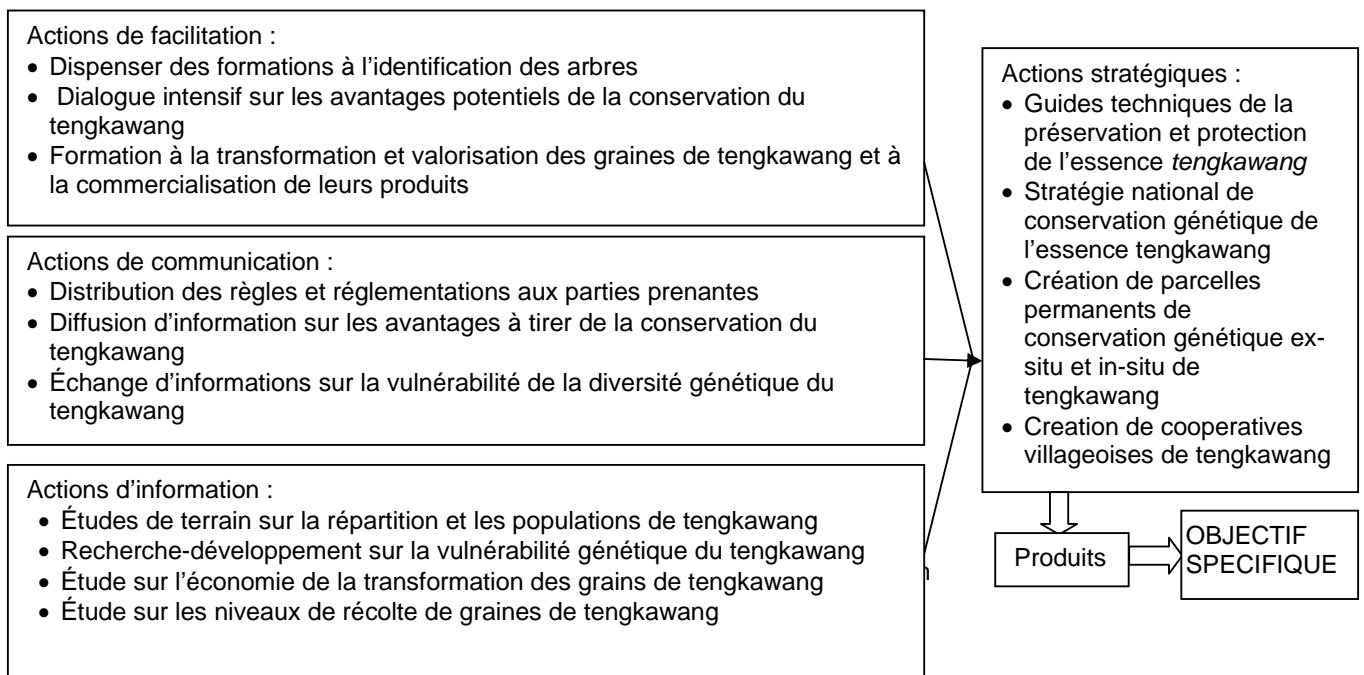 Actions de facilitation :
• Dispenser des formations à l'identification des arbres
• Dialogue intensif sur les avantages potentiels de la conservation du
tengkawang
• Formation à la transformation et valorisation des graines de tengkawang et à
la commercialisation de leurs produits
Actions de communication :
• Distribution des règles et réglementations aux parties prenantes
• Diffusion d'information sur les avantages à tirer de la conservation du
tengkawang
• Échange d'informations sur la vulnérabilité de la diversité génétique du
tengkawang
Actions d'information :
• Études de terrain sur la répartition et les populations de tengkawang
• Recherche-développement sur la vulnérabilité génétique du tengkawang
• Étude sur l'économie de la transformation des grains de tengkawang
• Étude sur les niveaux de récolte de graines de tengkawang
Actions stratégiques :
• Guides techniques de la
préservation et protection
de l'essence tengkawang
• Stratégie national de
conservation génétique de
l'essence tengkawang
• Création de parcelles
permanents de
conservation génétique ex-
situ et in-situ de
tengkawang
• Creation de cooperatives
villageoises de tengkawang
Produits
OBJECTIF
SPECIFIQUE